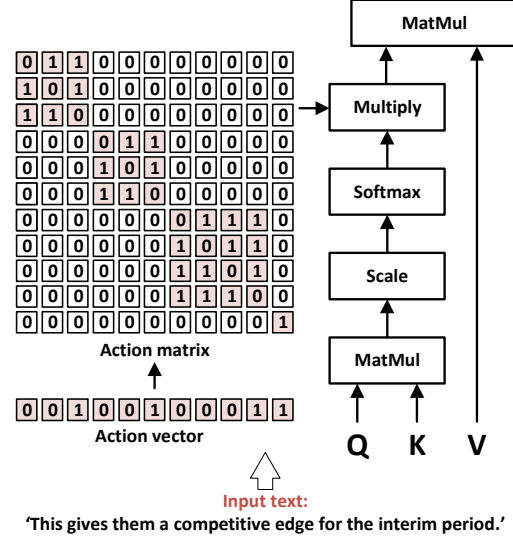 MatMul
0 1 1 0 0 0 0 0 0 0 0
1 0 1 0 0 0 0 0 0 0 0
1 1 0 0 0 0 0 0 0 0 0
0 0 0 0 1 1 0 0 0 0 0
0 0 0 1 0 1 0 0 0 0 0
0 0 0 1 1 0 0 0 0 0 0
0 0 0 0 0 0 0 1 1 1 0
0 0 0 0 0 0 1 0 1 1 0
0 0 0 0 0 0 1 1 0 1 0
0 0 0 0 0 0 1 1 1 0 0
0 0 0 0 0 0 0 0 0 0 1
Action matrix
0 0 1 0 0 1 0 0 0 1 1
Action vector
Multiply
Softmax
Scale
MatMul
Q K V
Input text:
'This gives them a competitive edge for the interim period.'